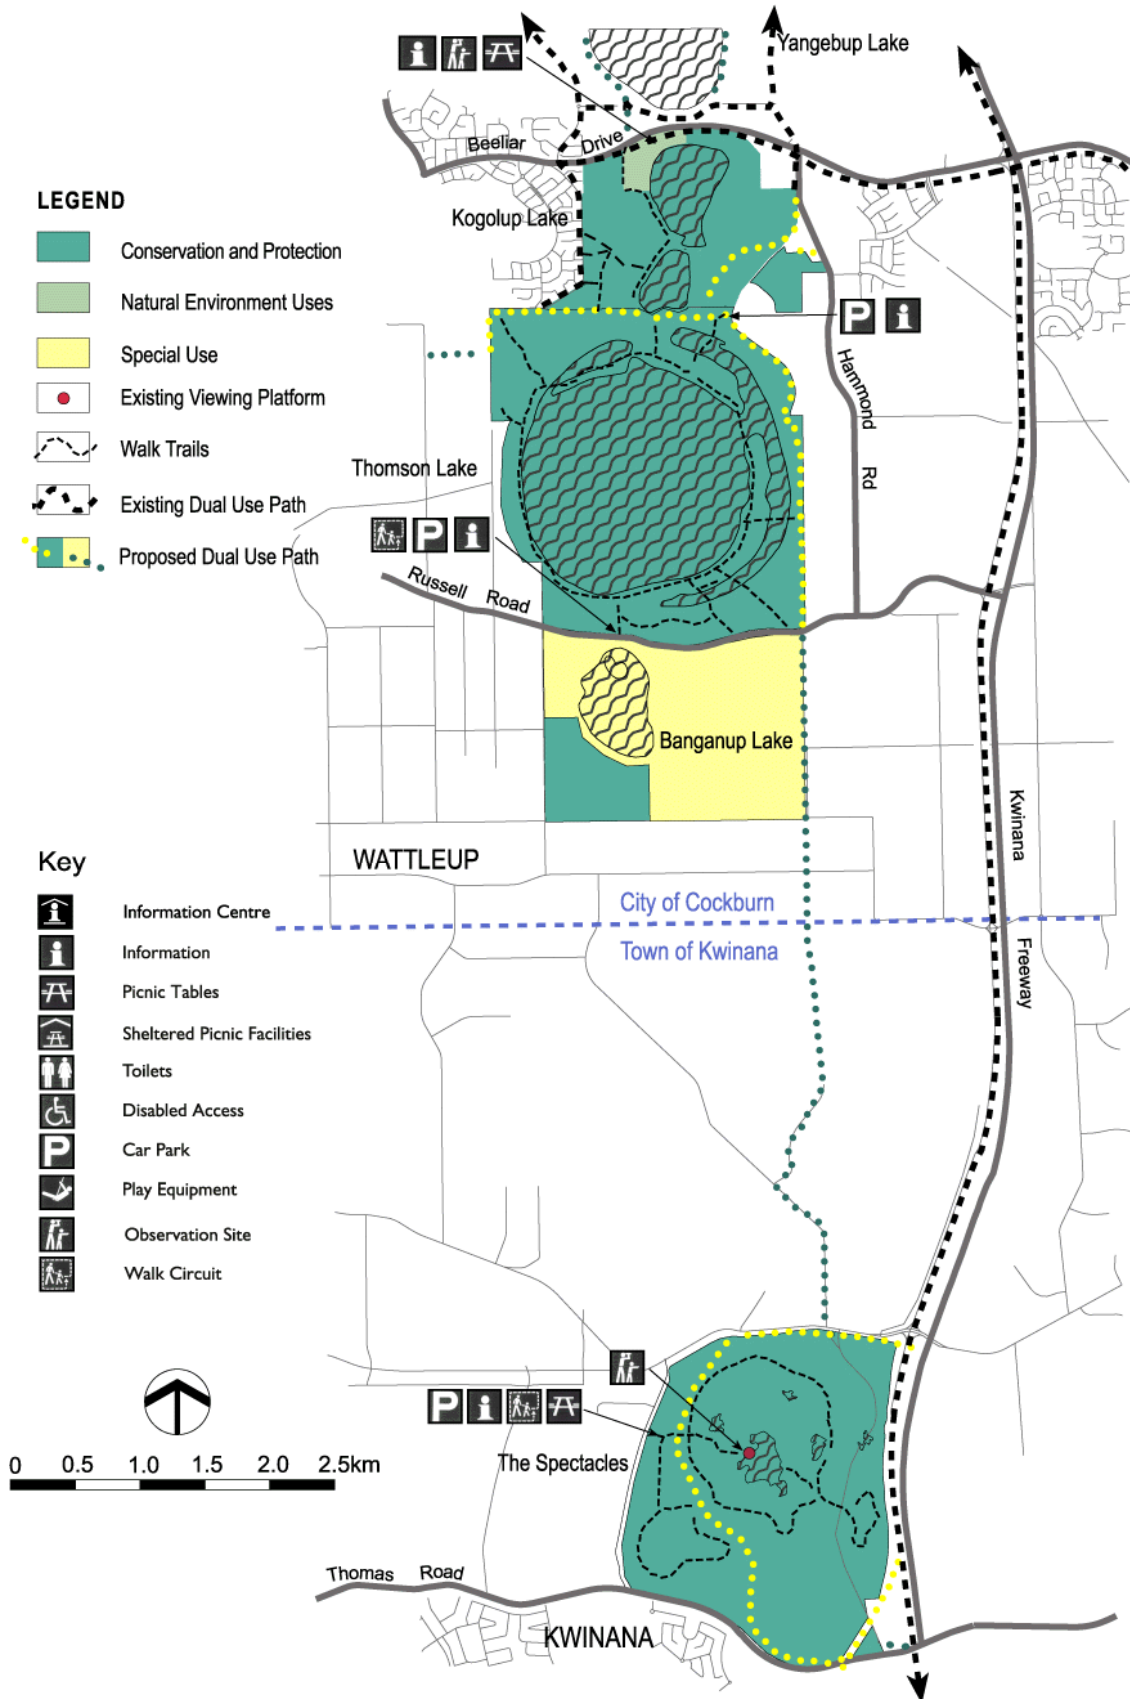 Yangebup Lake
Beeliar Drive
LEGEND
Conservation and Protection
Kogolup Lake
Natural Environment Uses
P
Special Use
Hammond Rd
Existing Viewing Platform
Walk Trails
Thomson Lake
Existing Dual Use Path
P
Proposed Dual Use Path
Russell Road
Banganup Lake
Kwinana Freeway
WATTLEUP
Key
City of Cockburn
Information Centre
Town of Kwinana
Information
Picnic Tables
Sheltered Picnic Facilities
Toilets
Disabled Access
P
Car Park
Play Equipment
Observation Site
Walk Circuit
P
The Spectacles
0 0.5 1.0 1.5 2.0 2.5km
Thomas Road
KWINANA